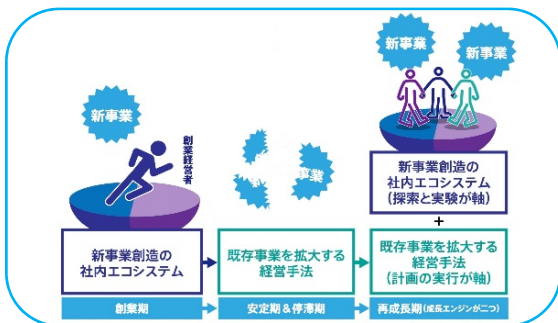 新事業
新事業
新事業
創業経営者
新事業創造の
社内エコシステム
(探索と実験が軸)
+
新事業創造の
社内エコシステム
既存事業を拡大する
経営手法
既存事業を拡大する
経営手法
(計画の実行が軸)
創業期
安定期&停滞期
再成長期(成長エンジンが二つ)